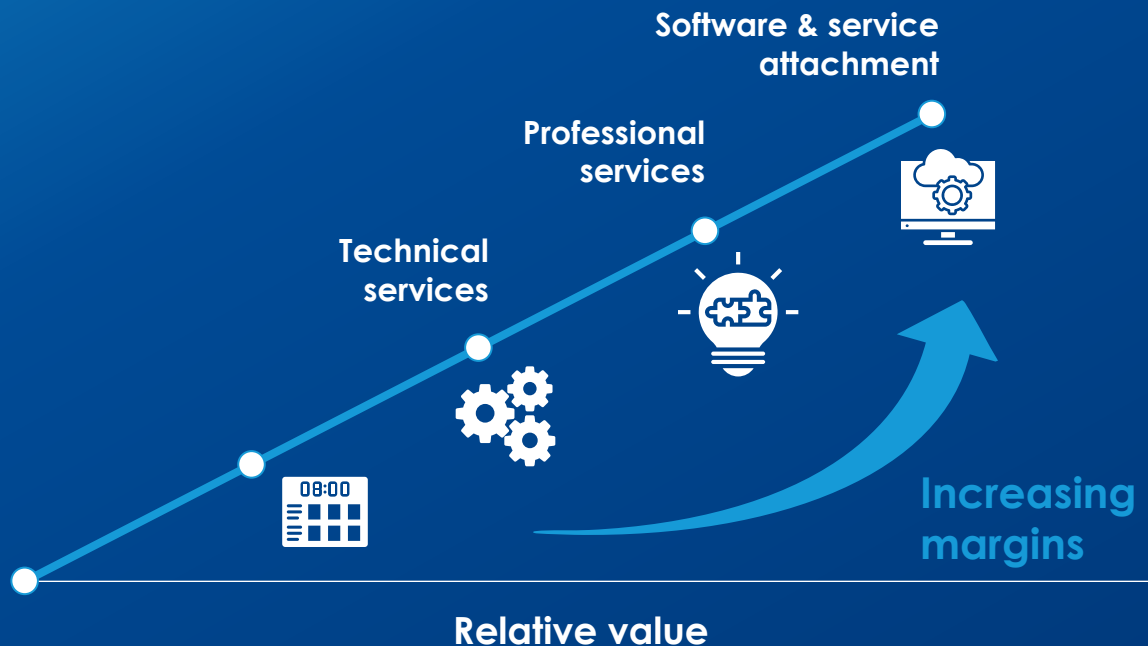 Software & service
attachment
Professional
services
Technical
services
08:00
Increasing
margins
Relative value